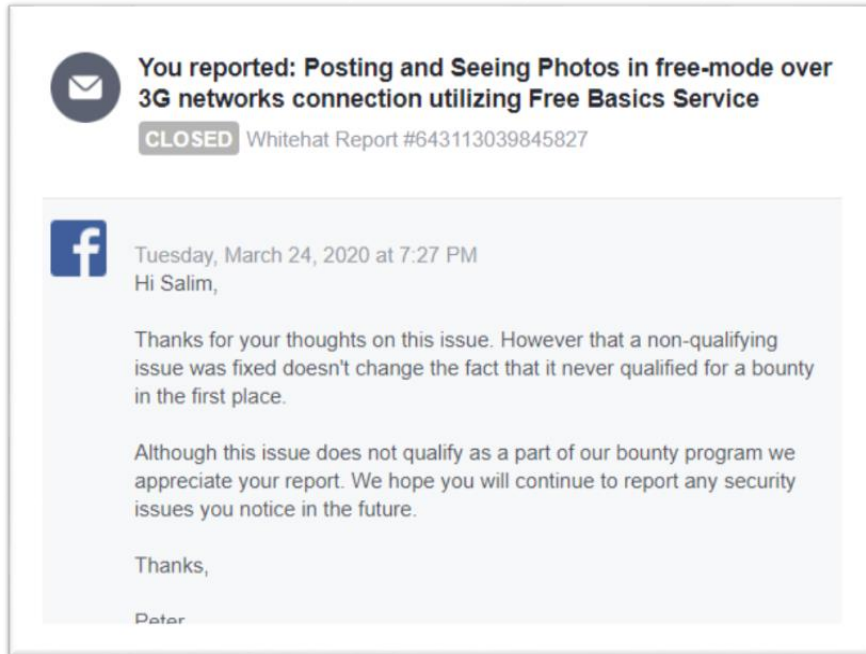 You reported: Posting and Seeing Photos in free-mode over
3G networks connection utilizing Free Basics Service
CLOSED Whitehat Report #643113039845827
Tuesday, March 24, 2020 at 7:27 PM
Hi Salim,
Thanks for your thoughts on this issue. However that a non-qualifying
issue was fixed doesn't change the fact that it never qualified for a bounty
in the first place.
Although this issue does not qualify as a part of our bounty program we
appreciate your report. We hope you will continue to report any security
issues you notice in the future.
Thanks,
Peter